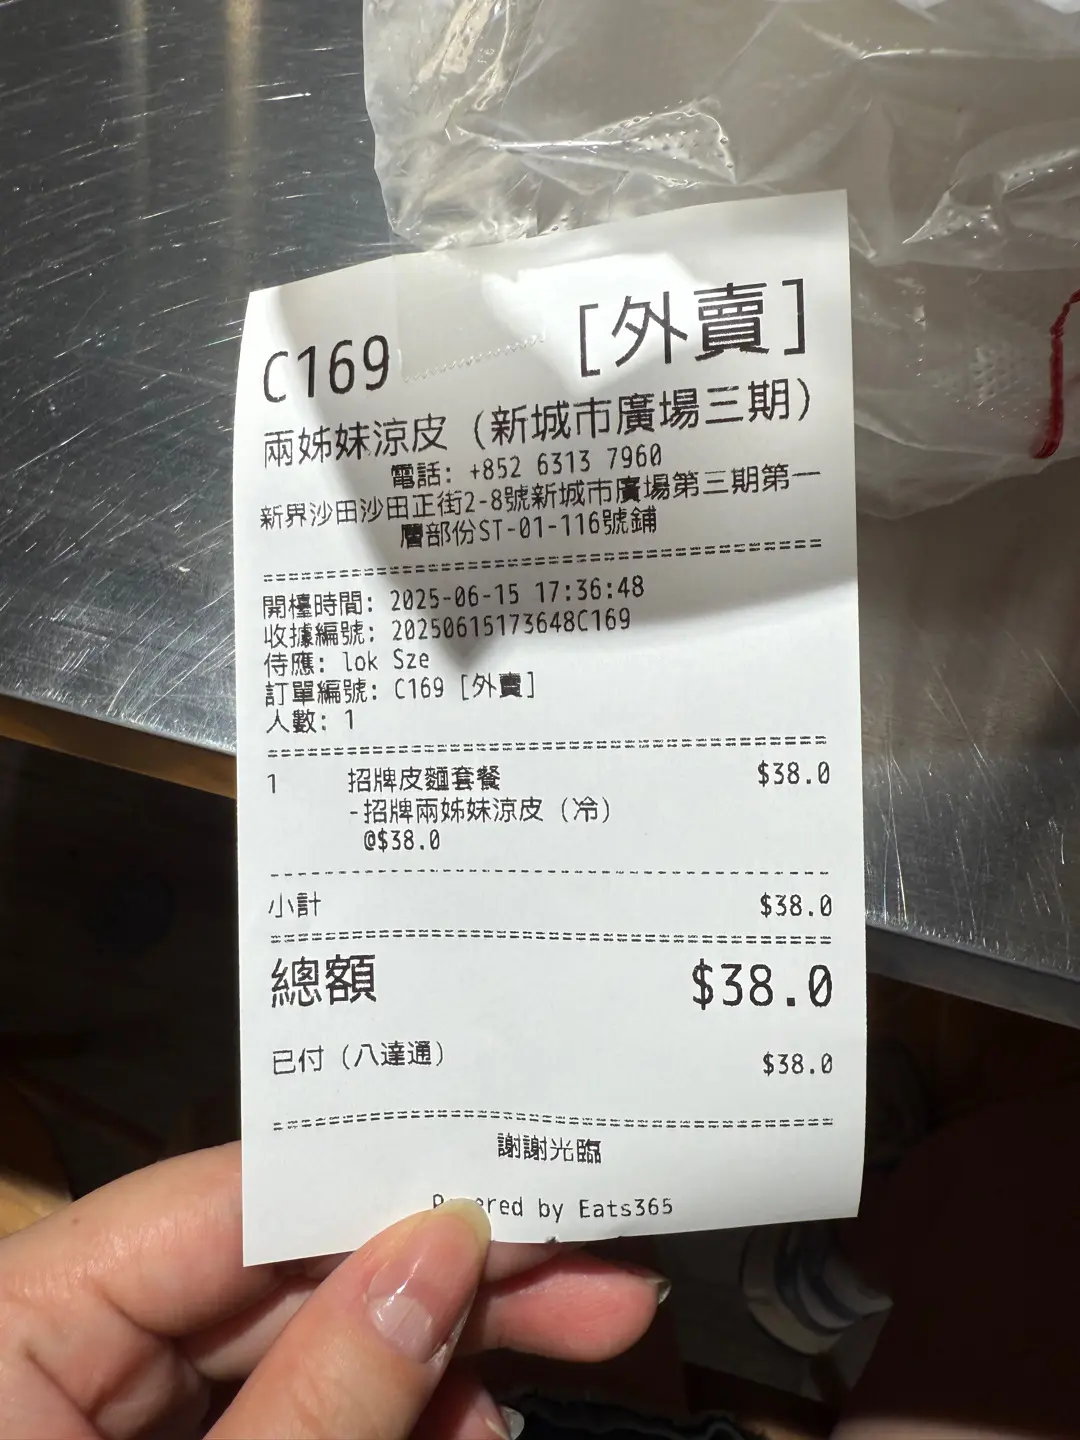 C169 [外賣]
兩姊妹涼皮（新城市廣場三期）
電話: +852 6313 7960
新界沙田沙田正街2-8號新城市廣場第三期第一
層部份ST-01-116號鋪
開檯時間: 2025-06-15 17:36:48
收據編號: 20250615173648C169
侍應: lok Sze
訂單編號: C169 [外賣]
人數: 1
1 招牌皮麵套餐 $38.0
-招牌兩姊妹涼皮（冷）
@$38.0
小計 $38.0
總額 $38.0
已付（八達通） $38.0
謝謝光臨
by Eats365